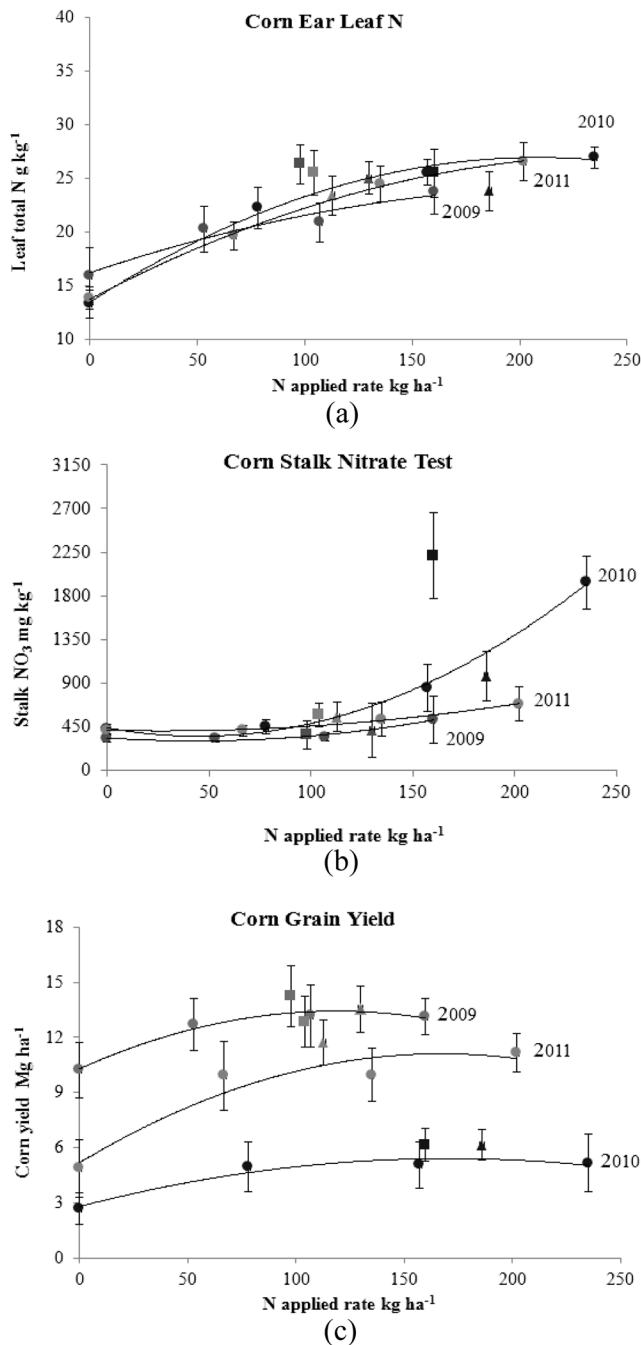 Corn Ear Leaf N
40
35
30
25
20
15
10
Leaf total N g kg-1
2010
2011
2009
0 50 100 150 200 250
N applied rate kg ha-1
(a)
Corn Stalk Nitrate Test
3150
2700
2250
1800
1350
900
450
0
Stalk NO3 mg kg-1
2010
2011
2009
0 50 100 150 200 250
N applied rate kg ha-1
(b)
Corn Grain Yield
18
15
12
9
6
3
0
Corn yield Mg ha-1
2009
2011
2010
0 50 100 150 200 250
N applied rate kg ha-1
(c)